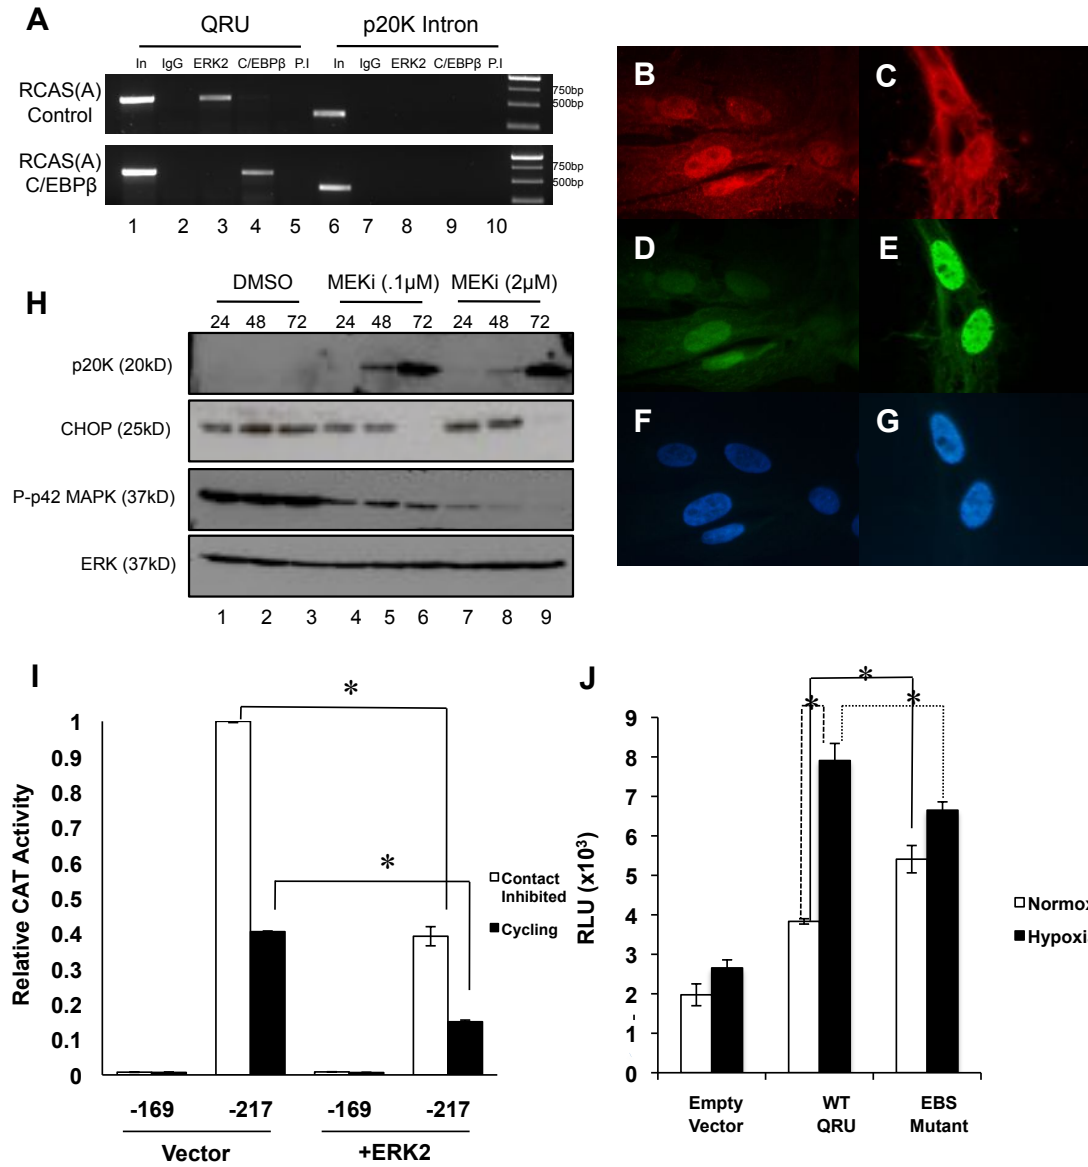 A
QRU p20K Intron
In IgG ERK2 C/EBPβ P.I In IgG ERK2 C/EBPβ P.I
RCAS(A)
Control
750bp
500bp
RCAS(A)
C/EBPβ
750bp
500bp
1 2 3 4 5 6 7 8 9 10
B C
D E
F G
H
DMSO MEKi (.1μM) MEKi (2μM)
24 48 72 24 48 72 24 48 72
p20K (20kD)
CHOP (25kD)
P-p42 MAPK (37kD)
ERK (37kD)
1 2 3 4 5 6 7 8 9
I
*
*
Relative CAT Activity
1
0.9
0.8
0.7
0.6
0.5
0.4
0.3
0.2
0.1
0
Contact
Inhibited
Cycling
-169 -217 -169 -217
Vector +ERK2
J
*
* *
RLU (x10³)
9
8
7
6
5
4
3
2
1
0
Normox
Hypoxi
Empty
Vector
WT
QRU
EBS
Mutant